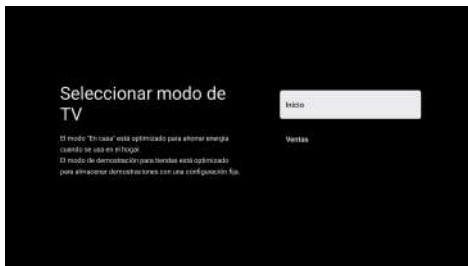 Seleccionar modo de
TV
El modo "En casa" está optimizado para ahorrar energía
cuando se usa en el hogar.
El modo de demostración para tiendas está optimizado
para almacenar demostraciones con una configuración fija.
Inicio
Ventas